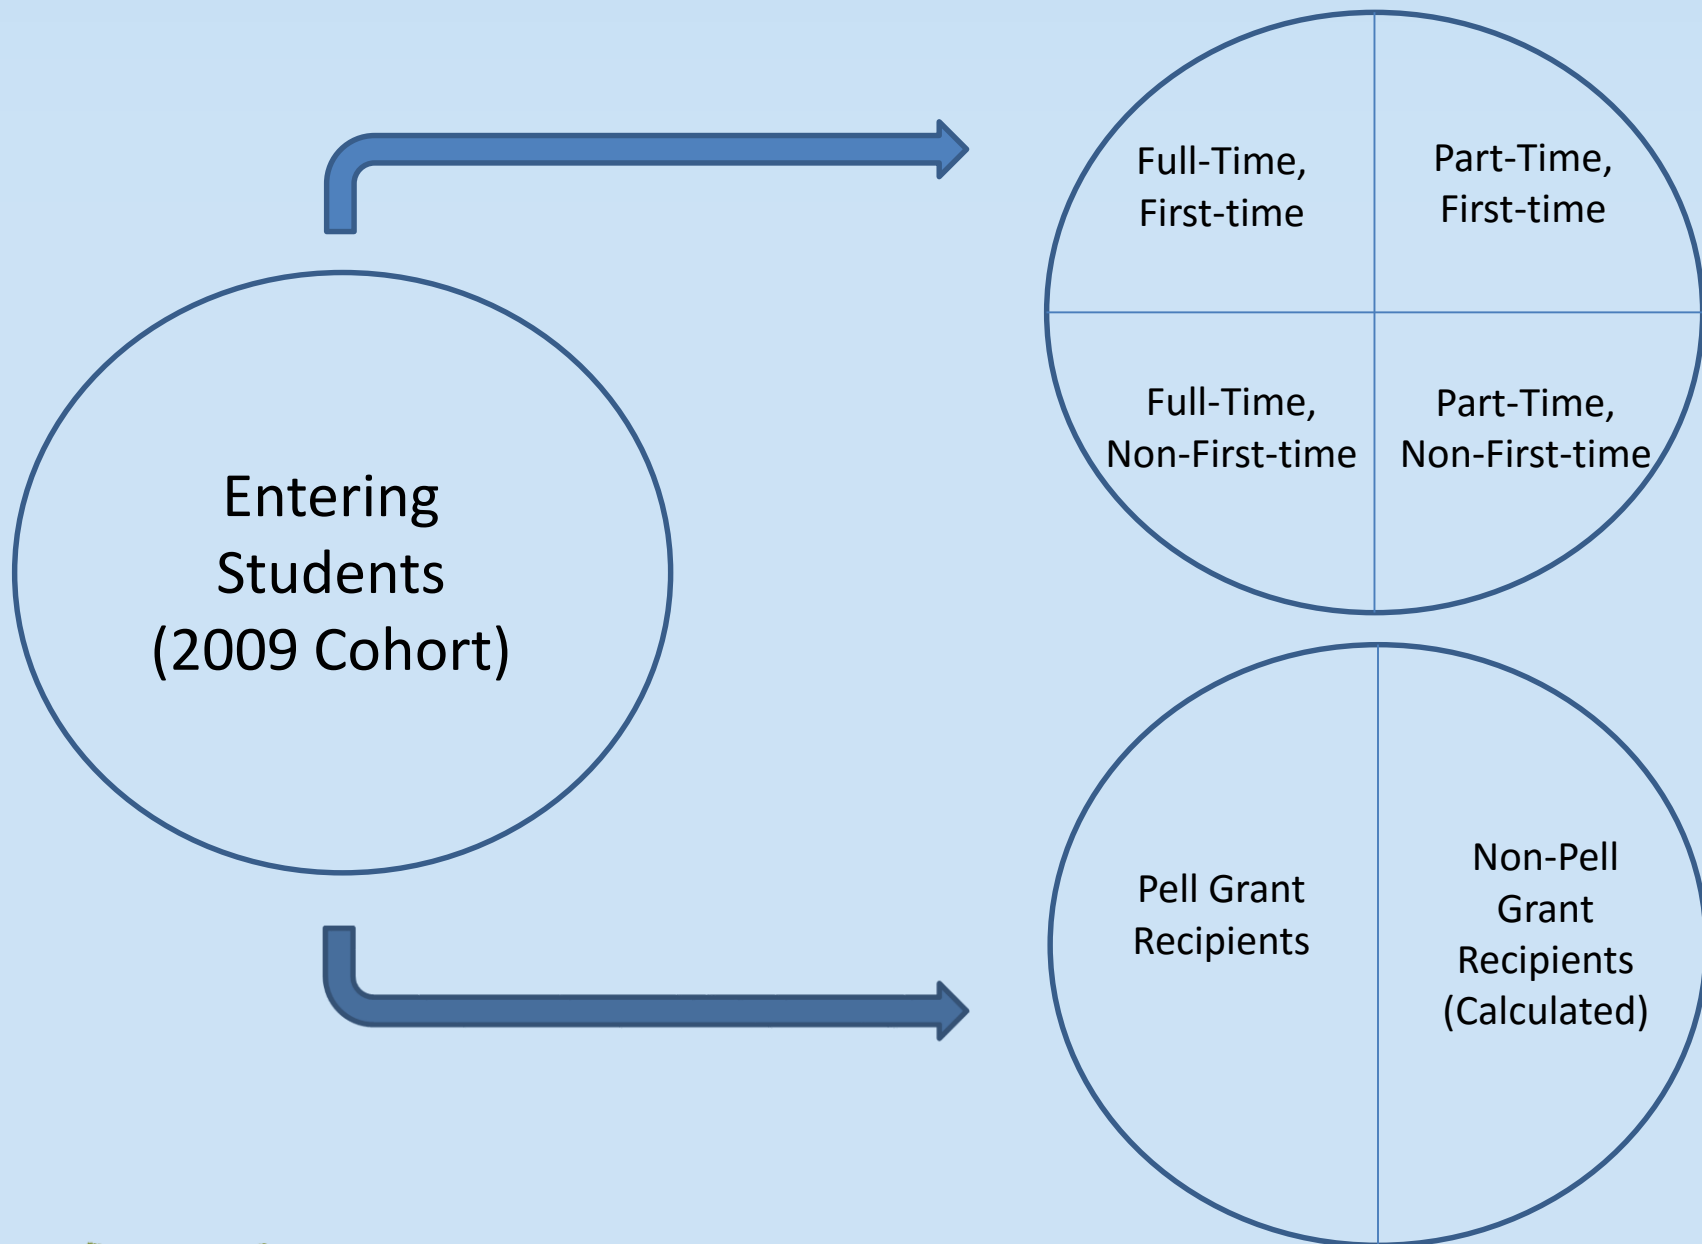 Entering
Students
(2009 Cohort)
Full-Time,
First-time
Part-Time,
First-time
Full-Time,
Non-First-time
Part-Time,
Non-First-time
Pell Grant
Recipients
Non-Pell
Grant
Recipients
(Calculated)